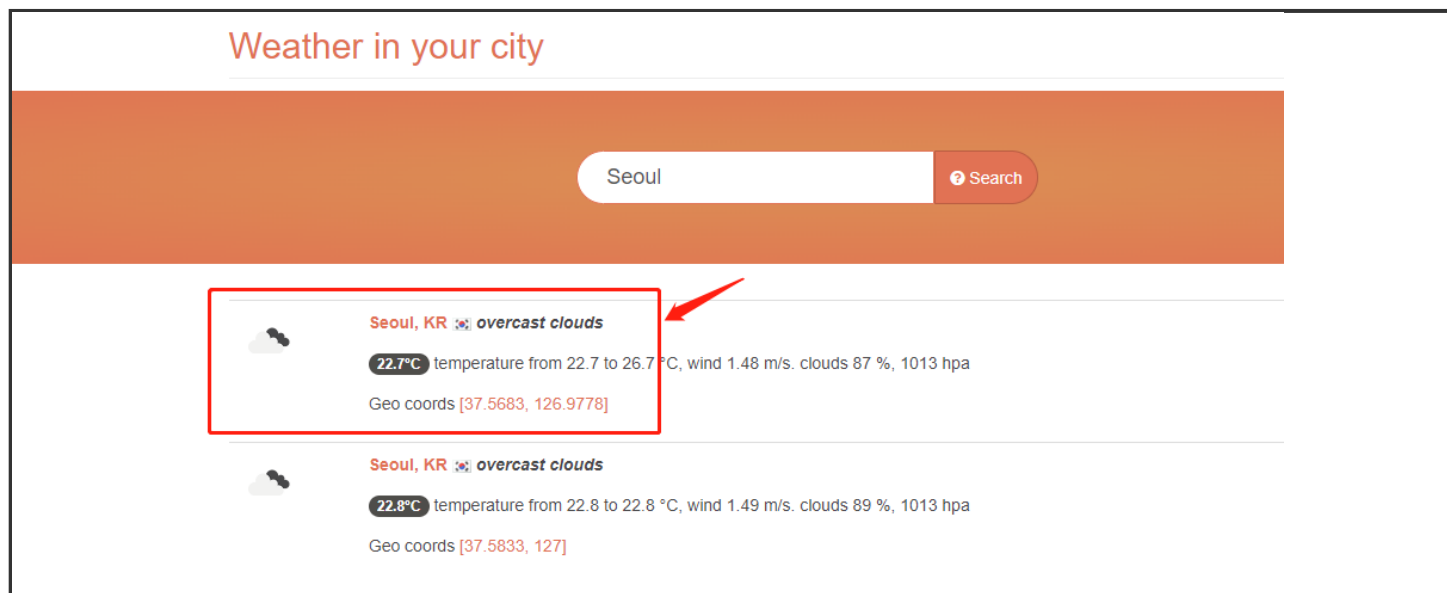 Weather in your city
Seoul
Search
Seoul, KR overcast clouds
22.7°C temperature from 22.7 to 26.7 °C, wind 1.48 m/s. clouds 87 %, 1013 hpa
Geo coords [37.5683, 126.9778]
Seoul, KR overcast clouds
22.8°C temperature from 22.8 to 22.8 °C, wind 1.49 m/s. clouds 89 %, 1013 hpa
Geo coords [37.5833, 127]